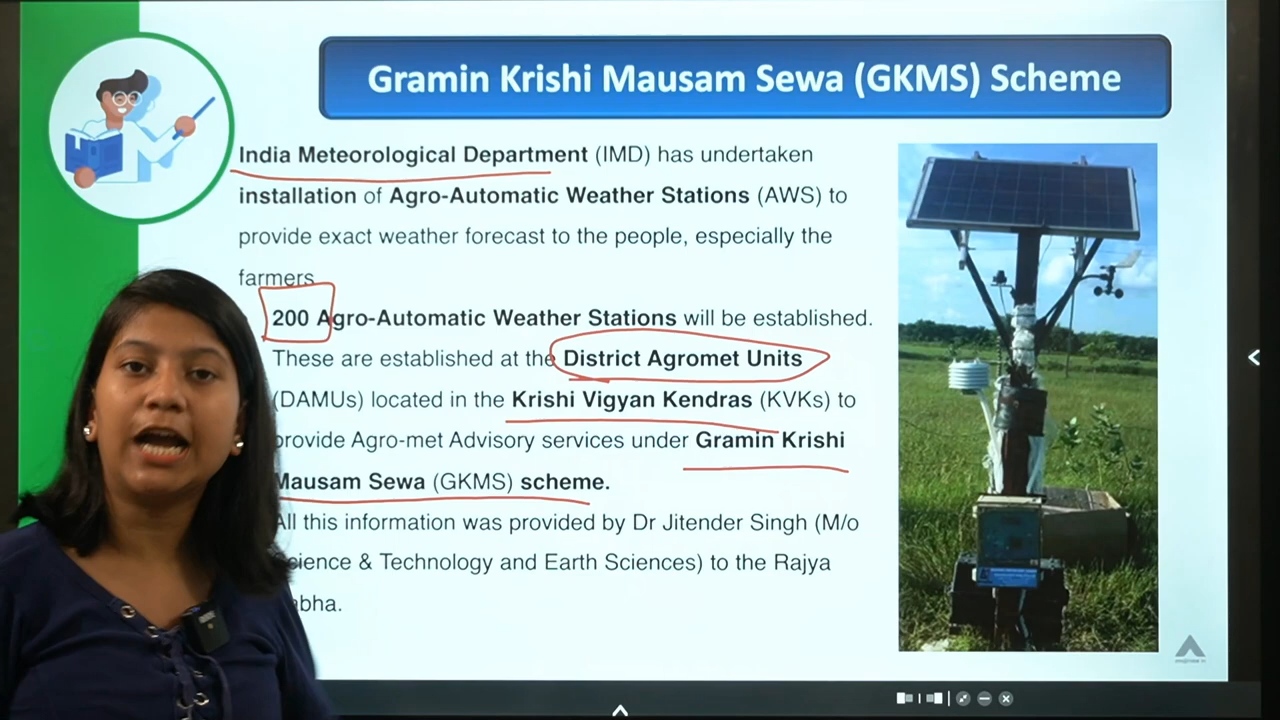 Gramin Krishi Mausam Sewa (GKMS) Scheme
India Meteorological Department (IMD) has undertaken
installation of Agro-Automatic Weather Stations (AWS) to
provide exact weather forecast to the people, especially the
farmers
200 Agro-Automatic Weather Stations will be established.
These are established at the District Agromet Units
(DAMUs) located in the Krishi Vigyan Kendras (KVKs) to
provide Agro-met Advisory services under Gramin Krishi
Mausam Sewa (GKMS) scheme.
All this information was provided by Dr Jitender Singh (M/o
cience & Technology and Earth Sciences) to the Rajya
abha.